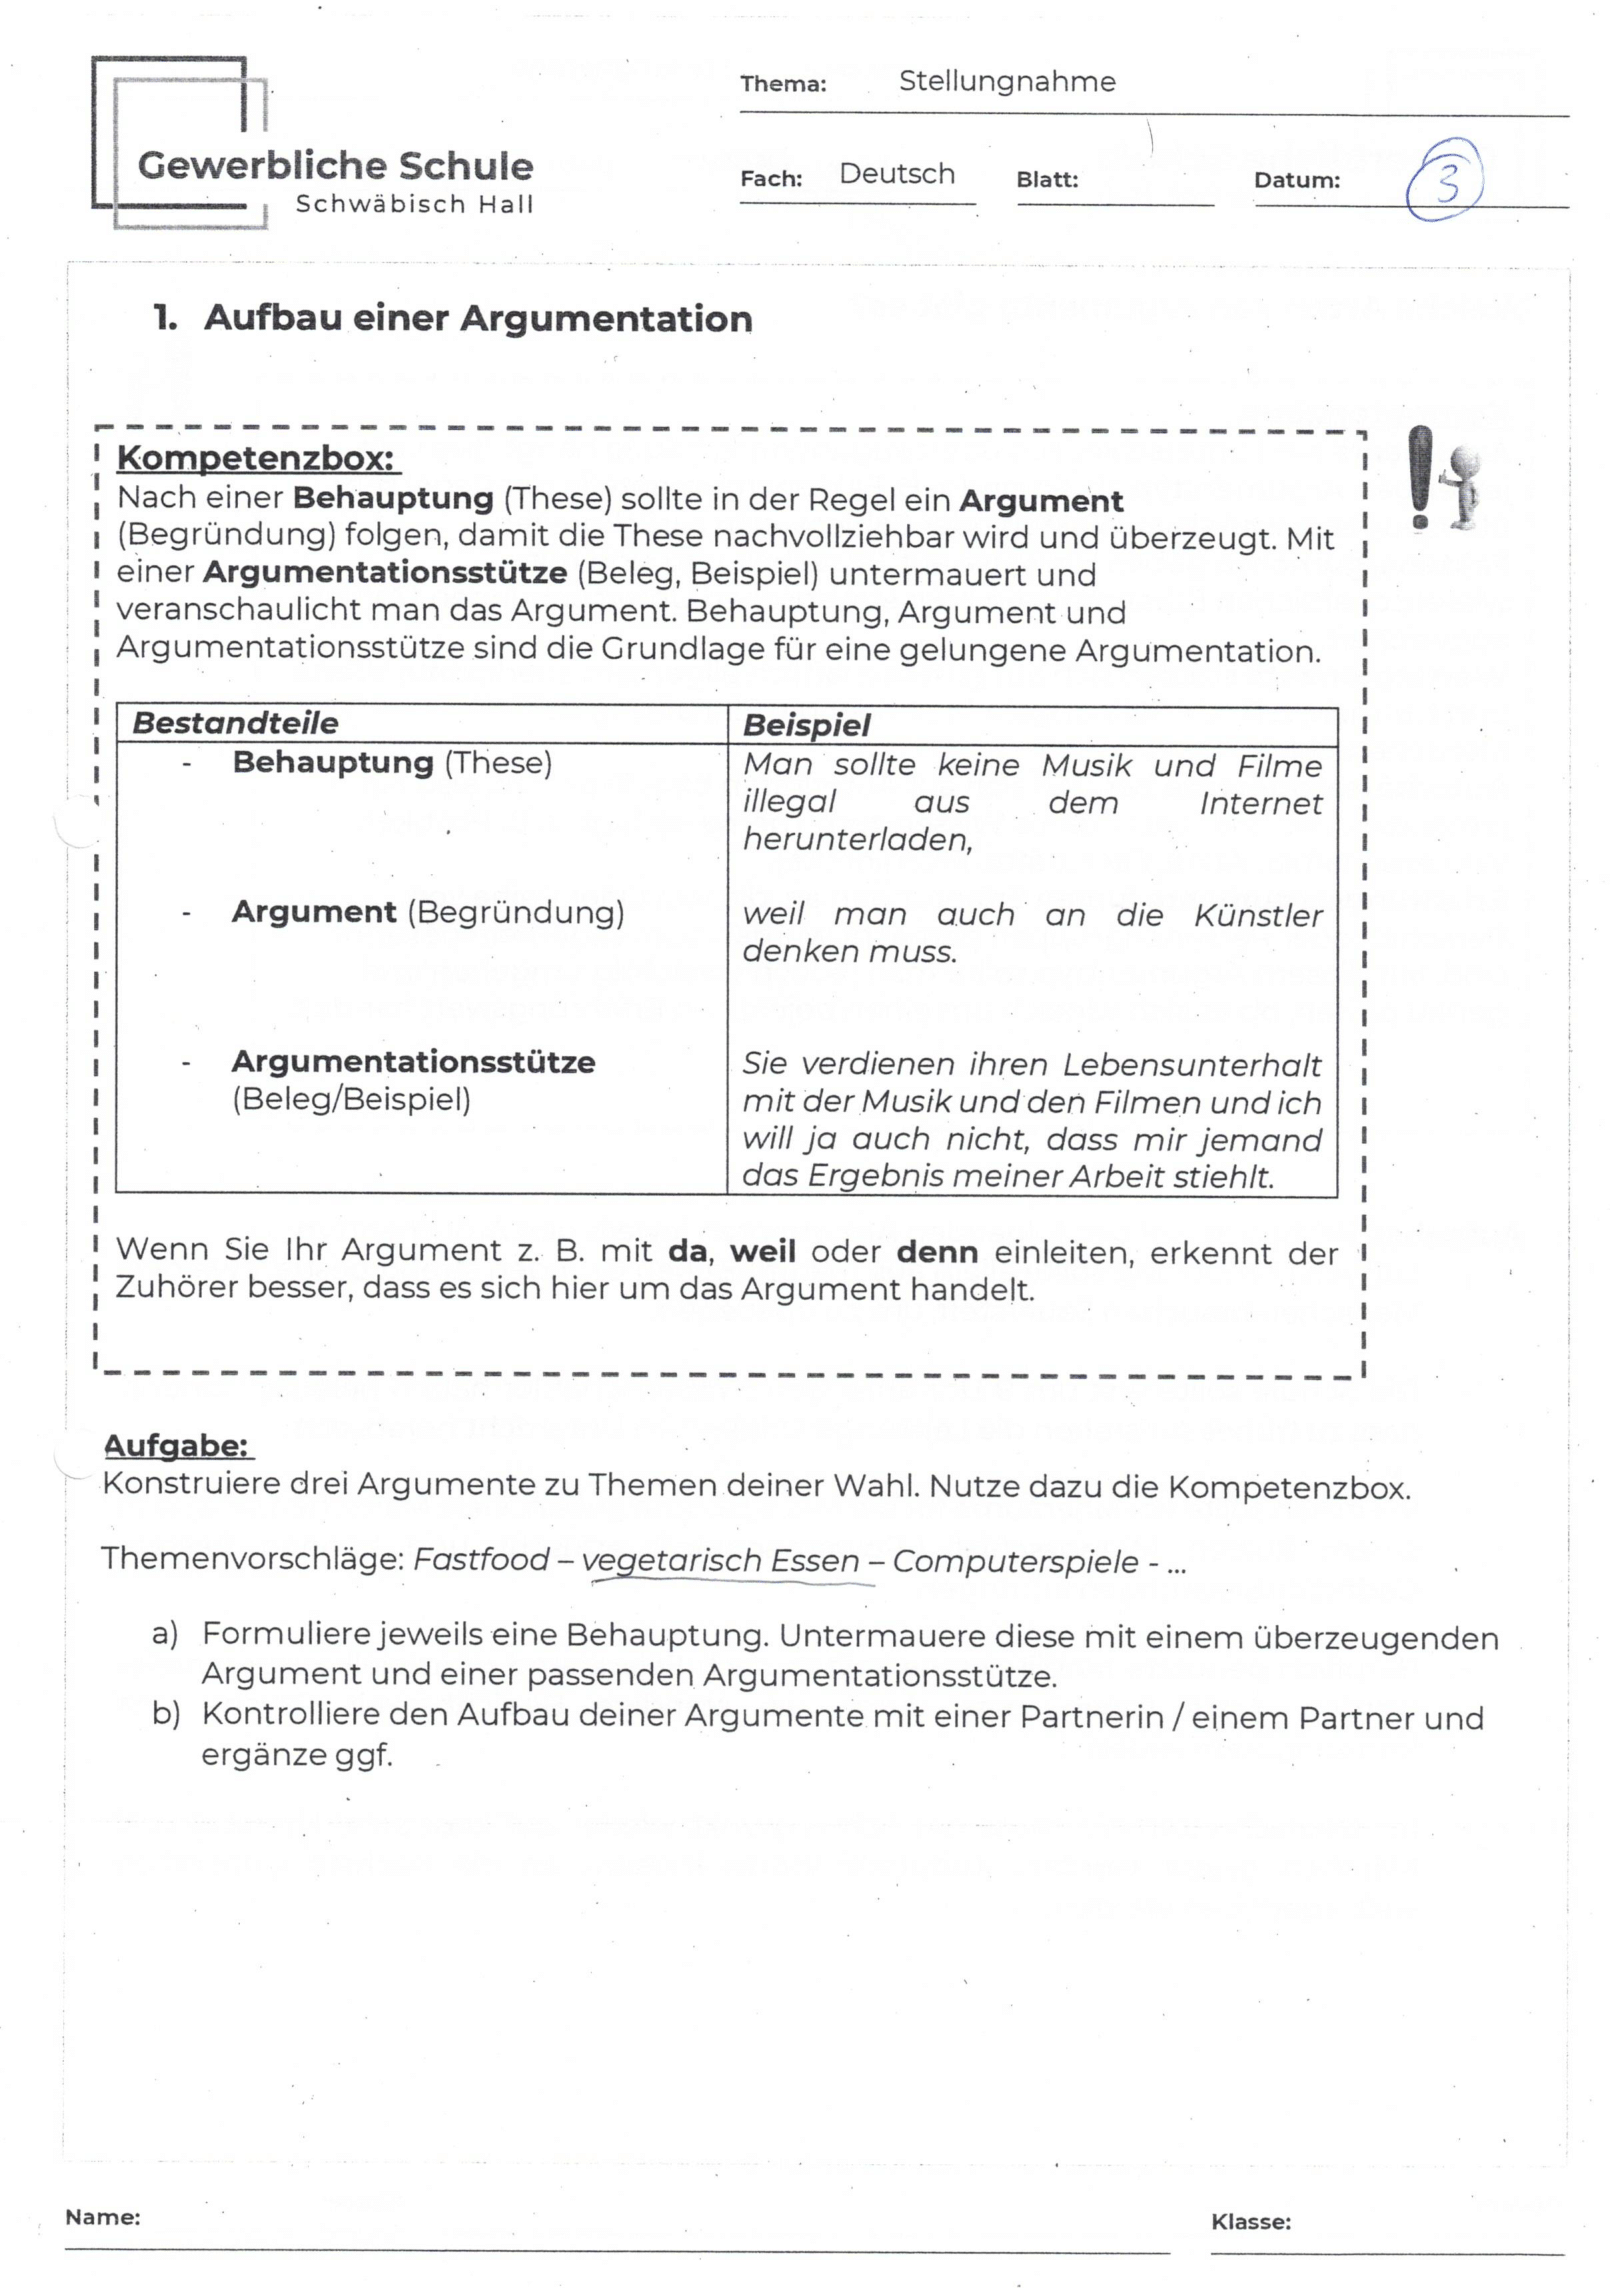 Thema: Stellungnahme
Gewerbliche Schule
Schwäbisch Hall
Fach: Deutsch Blatt: Datum: 3
1. Aufbau einer Argumentation
Kompetenzbox:
Nach einer Behauptung (These) sollte in der Regel ein Argument
(Begründung) folgen, damit die These nachvollziehbar wird und überzeugt. Mit
einer Argumentationsstütze (Beleg, Beispiel) untermauert und
veranschaulicht man das Argument. Behauptung, Argument und
Argumentationsstütze sind die Grundlage für eine gelungene Argumentation.
Bestandteile Beispiel
- Behauptung (These) Man sollte keine Musik und Filme
illegal aus dem Internet
herunterladen,
- Argument (Begründung) weil man auch an die Künstler
denken muss.
- Argumentationsstütze Sie verdienen ihren Lebensunterhalt
(Beleg/Beispiel) mit der Musik und den Filmen und ich
will ja auch nicht, dass mir jemand
das Ergebnis meiner Arbeit stiehlt.
Wenn Sie Ihr Argument z. B. mit da, weil oder denn einleiten, erkennt der
Zuhörer besser, dass es sich hier um das Argument handelt.
Aufgabe:
Konstruiere drei Argumente zu Themen deiner Wahl. Nutze dazu die Kompetenzbox.
Themenvorschläge: Fastfood – vegetarisch Essen – Computerspiele - ...
a) Formuliere jeweils eine Behauptung. Untermauere diese mit einem überzeugenden
Argument und einer passenden Argumentationsstütze.
b) Kontrolliere den Aufbau deiner Argumente mit einer Partnerin / einem Partner und
ergänze ggf.
Name: Klasse: